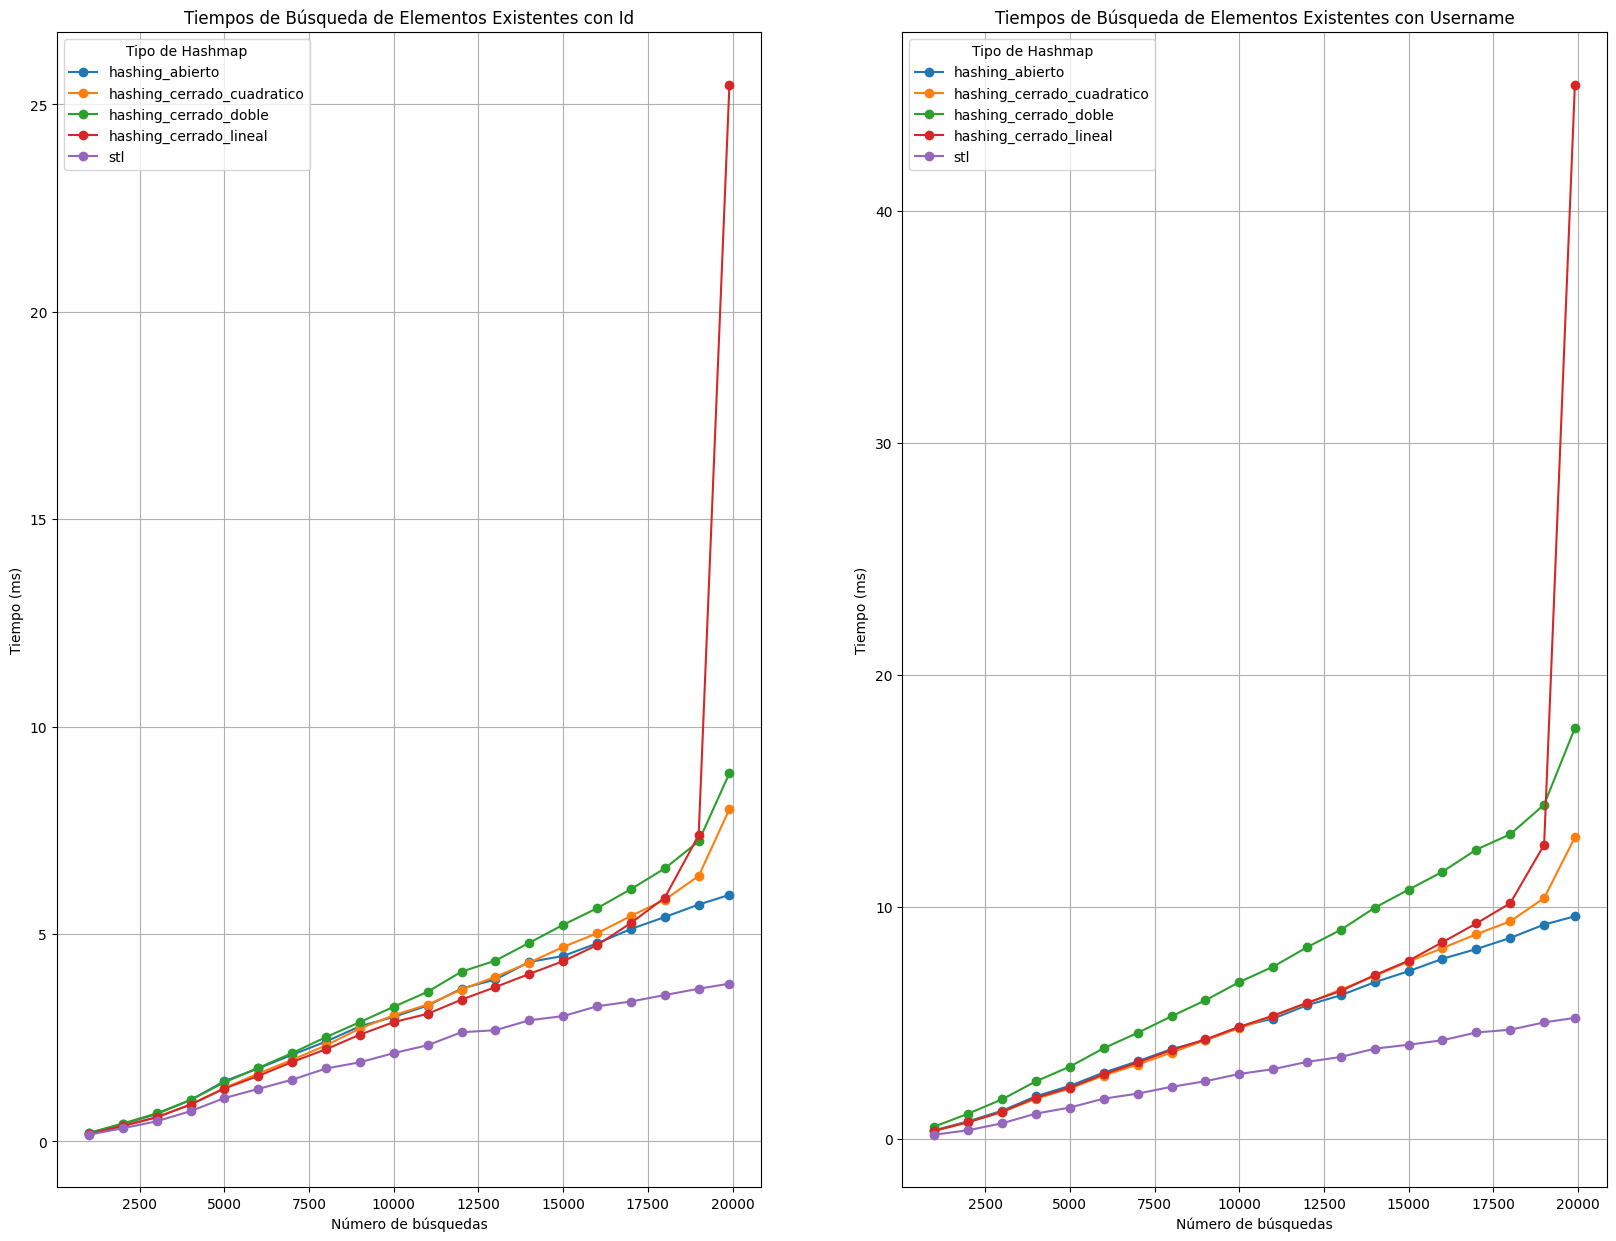 Tiempos de Búsqueda de Elementos Existentes con Id
Tipo de Hashmap
hashing_abierto
hashing_cerrado_cuadratico
hashing_cerrado_doble
hashing_cerrado_lineal
stl
25
20
15
10
5
0
Tiempo (ms)
2500 5000 7500 10000 12500 15000 17500 20000
Número de búsquedas
Tiempos de Búsqueda de Elementos Existentes con Username
Tipo de Hashmap
hashing_abierto
hashing_cerrado_cuadratico
hashing_cerrado_doble
hashing_cerrado_lineal
stl
40
30
20
10
0
Tiempo (ms)
2500 5000 7500 10000 12500 15000 17500 20000
Número de búsquedas